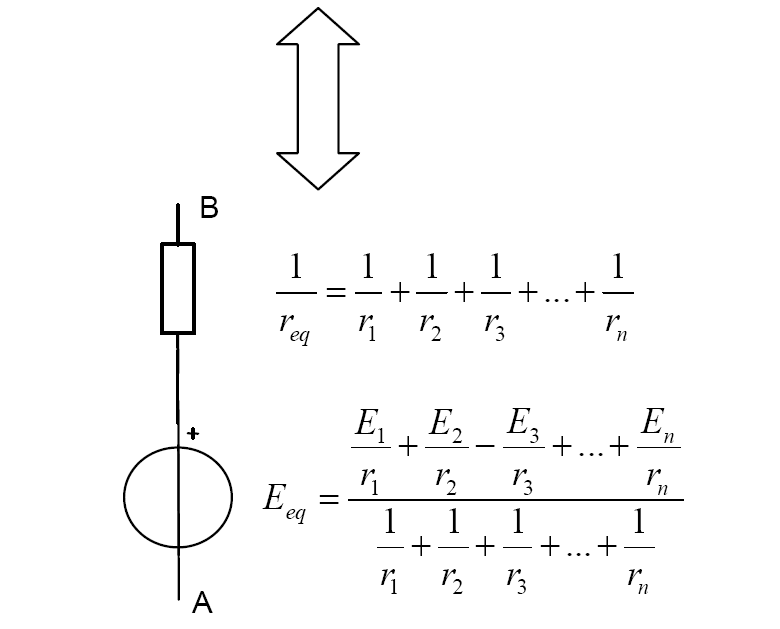 B
1/r_eq = 1/r_1 + 1/r_2 + 1/r_3 + ... + 1/r_n
+
E_eq = (E_1/r_1 + E_2/r_2 − E_3/r_3 + ... + E_n/r_n) / (1/r_1 + 1/r_2 + 1/r_3 + ... + 1/r_n)
A